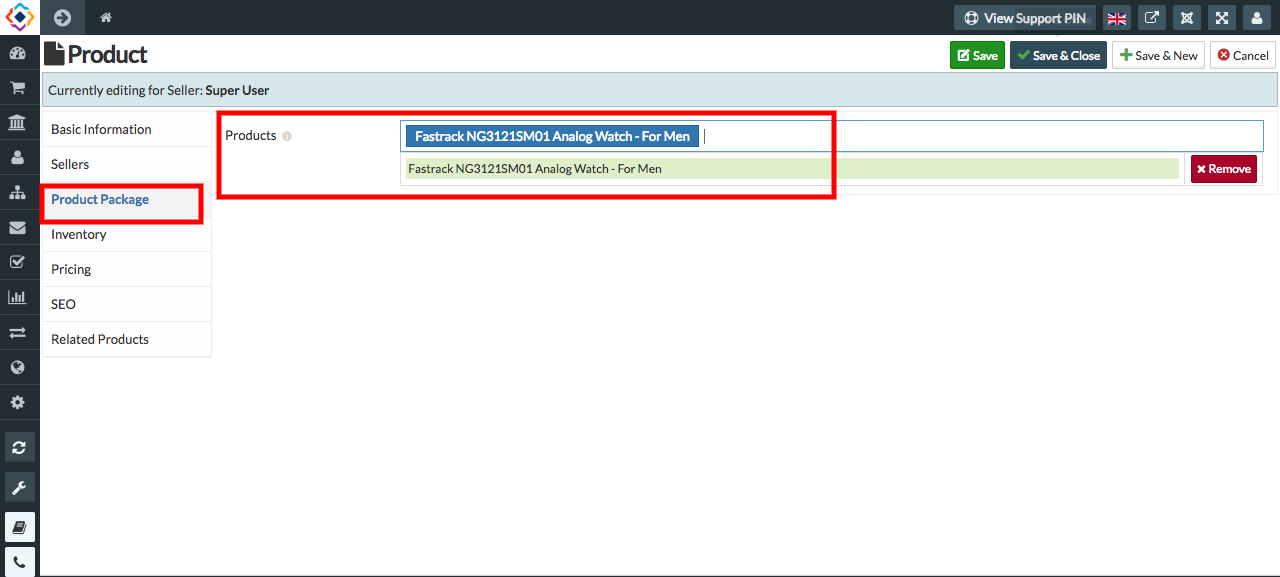 View Support PIN
Product
Save
Save & Close
Save & New
Cancel
Currently editing for Seller: Super User
Basic Information
Sellers
Product Package
Inventory
Pricing
SEO
Related Products
Products
Fastrack NG3121SM01 Analog Watch - For Men
Fastrack NG3121SM01 Analog Watch - For Men
Remove